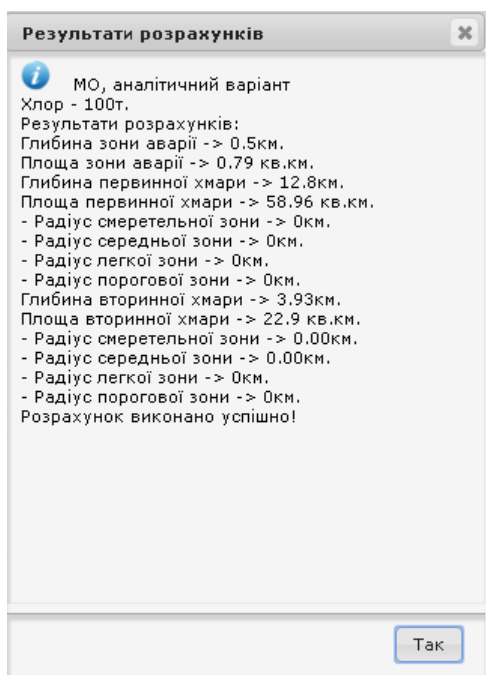 Результати розрахунків
МО, аналітичний варіант
Хлор - 100т.
Результати розрахунків:
Глибина зони аварії -> 0.5км.
Площа зони аварії -> 0.79 кв.км.
Глибина первинної хмари -> 12.8км.
Площа первинної хмари -> 58.96 кв.км.
- Радіус смеретельної зони -> 0км.
- Радіус середньої зони -> 0км.
- Радіус легкої зони -> 0км.
- Радіус порогової зони -> 0км.
Глибина вторинної хмари -> 3.93км.
Площа вторинної хмари -> 22.9 кв.км.
- Радіус смеретельної зони -> 0.00км.
- Радіус середньої зони -> 0.00км.
- Радіус легкої зони -> 0км.
- Радіус порогової зони -> 0км.
Розрахунок виконано успішно!
Так